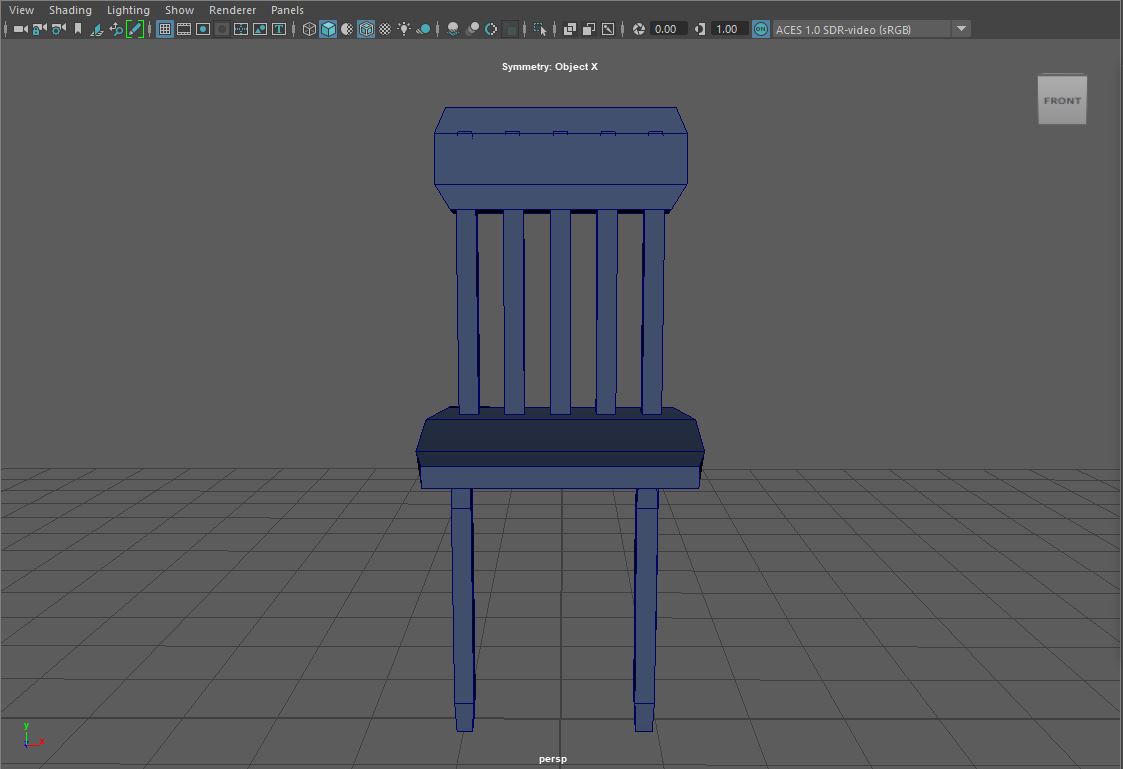 View Shading Lighting Show Renderer Panels
0.00 1.00 ON ACES 1.0 SDR-video (sRGB)
Symmetry: Object X
FRONT
y
x
persp